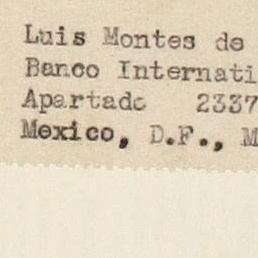 Luis Montes de
Banco Internati
Apartado 2337
Mexico, D.F., M